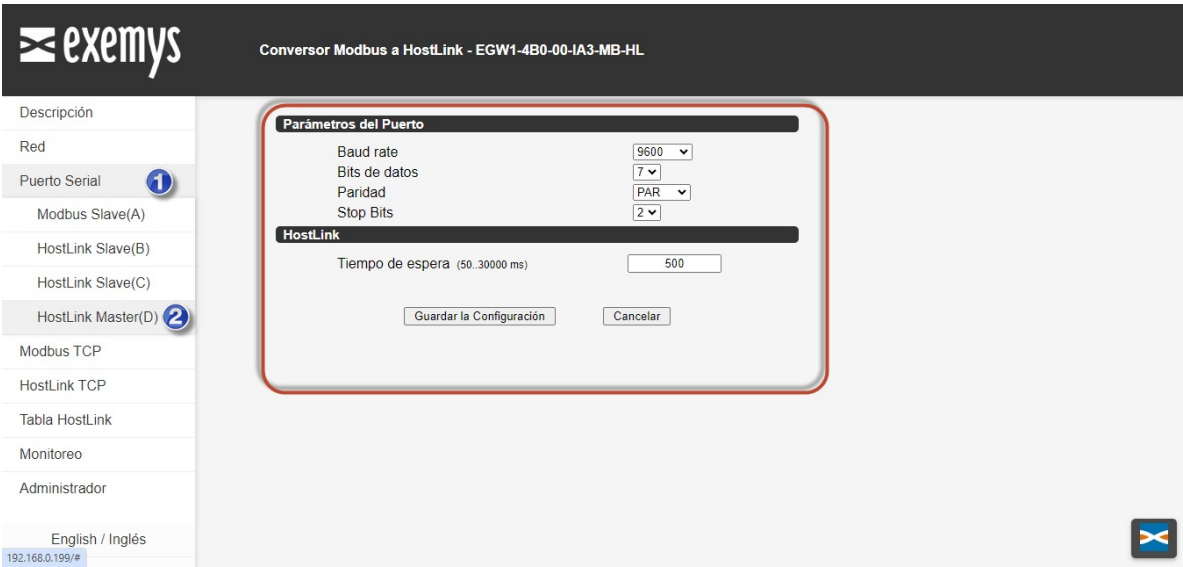 exemys
Conversor Modbus a HostLink - EGW1-4B0-00-IA3-MB-HL
Descripción
Red
Puerto Serial 1
Modbus Slave(A)
HostLink Slave(B)
HostLink Slave(C)
HostLink Master(D) 2
Modbus TCP
HostLink TCP
Tabla HostLink
Monitoreo
Administrador
English / Inglés
192.168.0.199/#
Parámetros del Puerto
Baud rate 9600
Bits de datos 7
Paridad PAR
Stop Bits 2
HostLink
Tiempo de espera (50..30000 ms) 500
Guardar la Configuración Cancelar